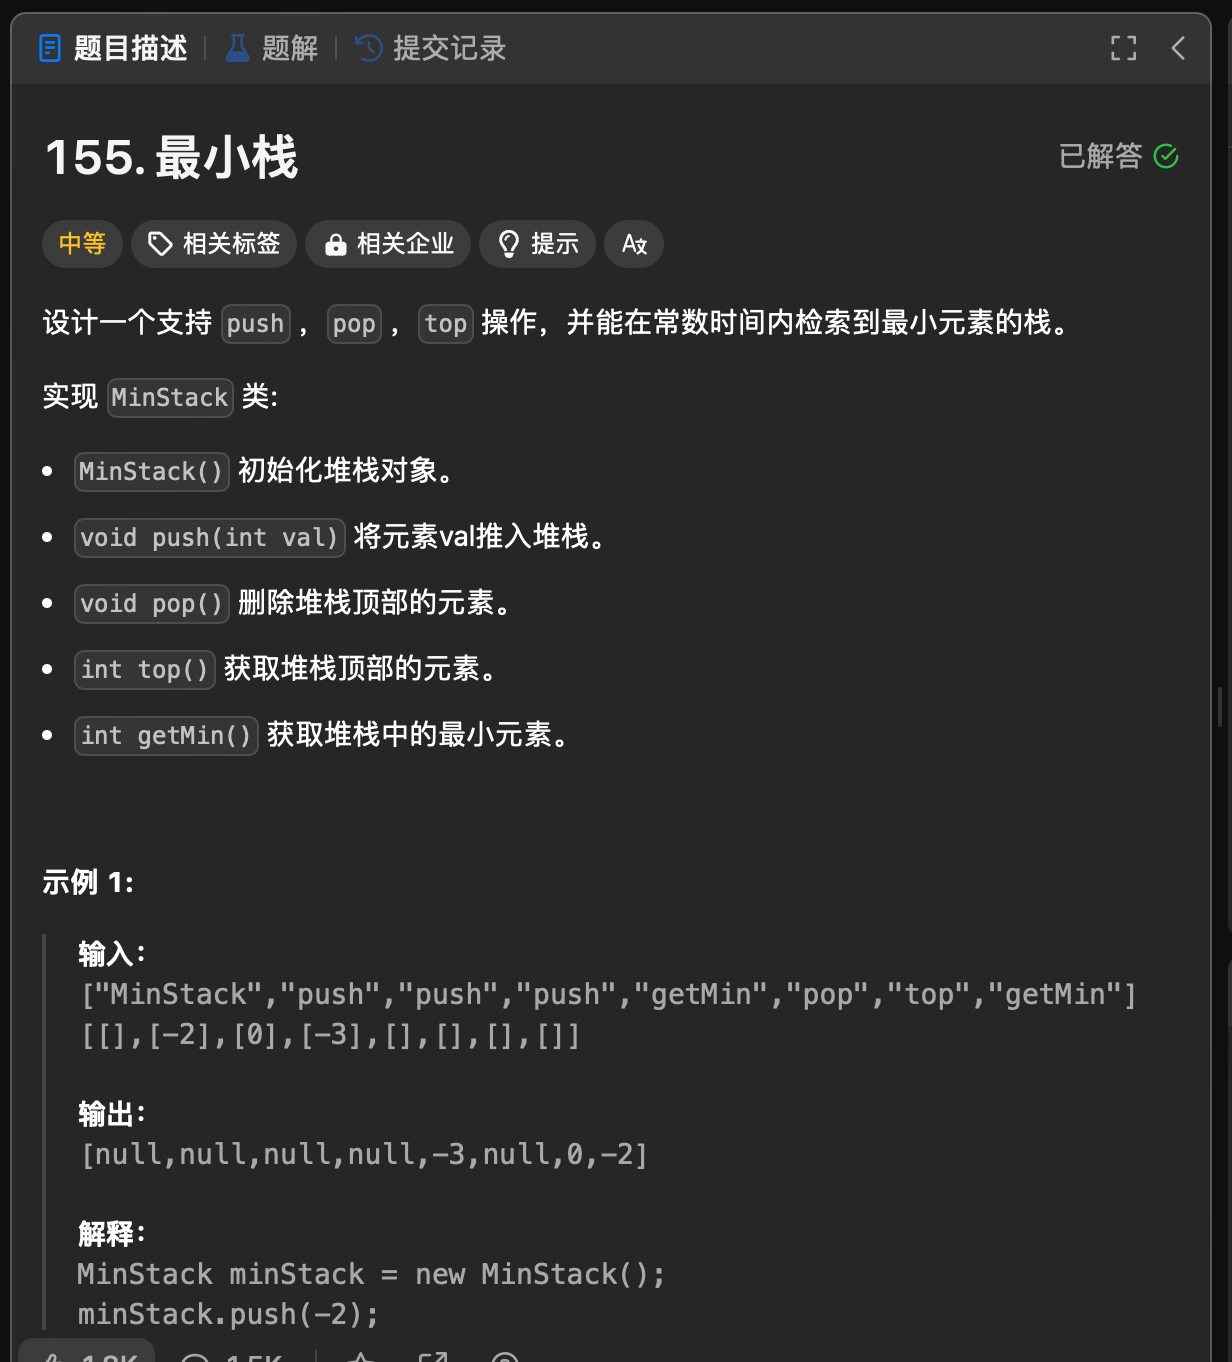 题目描述 | 题解 | 提交记录
155. 最小栈
已解答
中等 相关标签 相关企业 提示
设计一个支持 push ，pop ，top 操作，并能在常数时间内检索到最小元素的栈。
实现 MinStack 类:
• MinStack() 初始化堆栈对象。
• void push(int val) 将元素val推入堆栈。
• void pop() 删除堆栈顶部的元素。
• int top() 获取堆栈顶部的元素。
• int getMin() 获取堆栈中的最小元素。
示例 1:
输入：
["MinStack","push","push","push","getMin","pop","top","getMin"]
[[],[-2],[0],[-3],[],[],[],[]]
输出：
[null,null,null,null,-3,null,0,-2]
解释：
MinStack minStack = new MinStack();
minStack.push(-2);